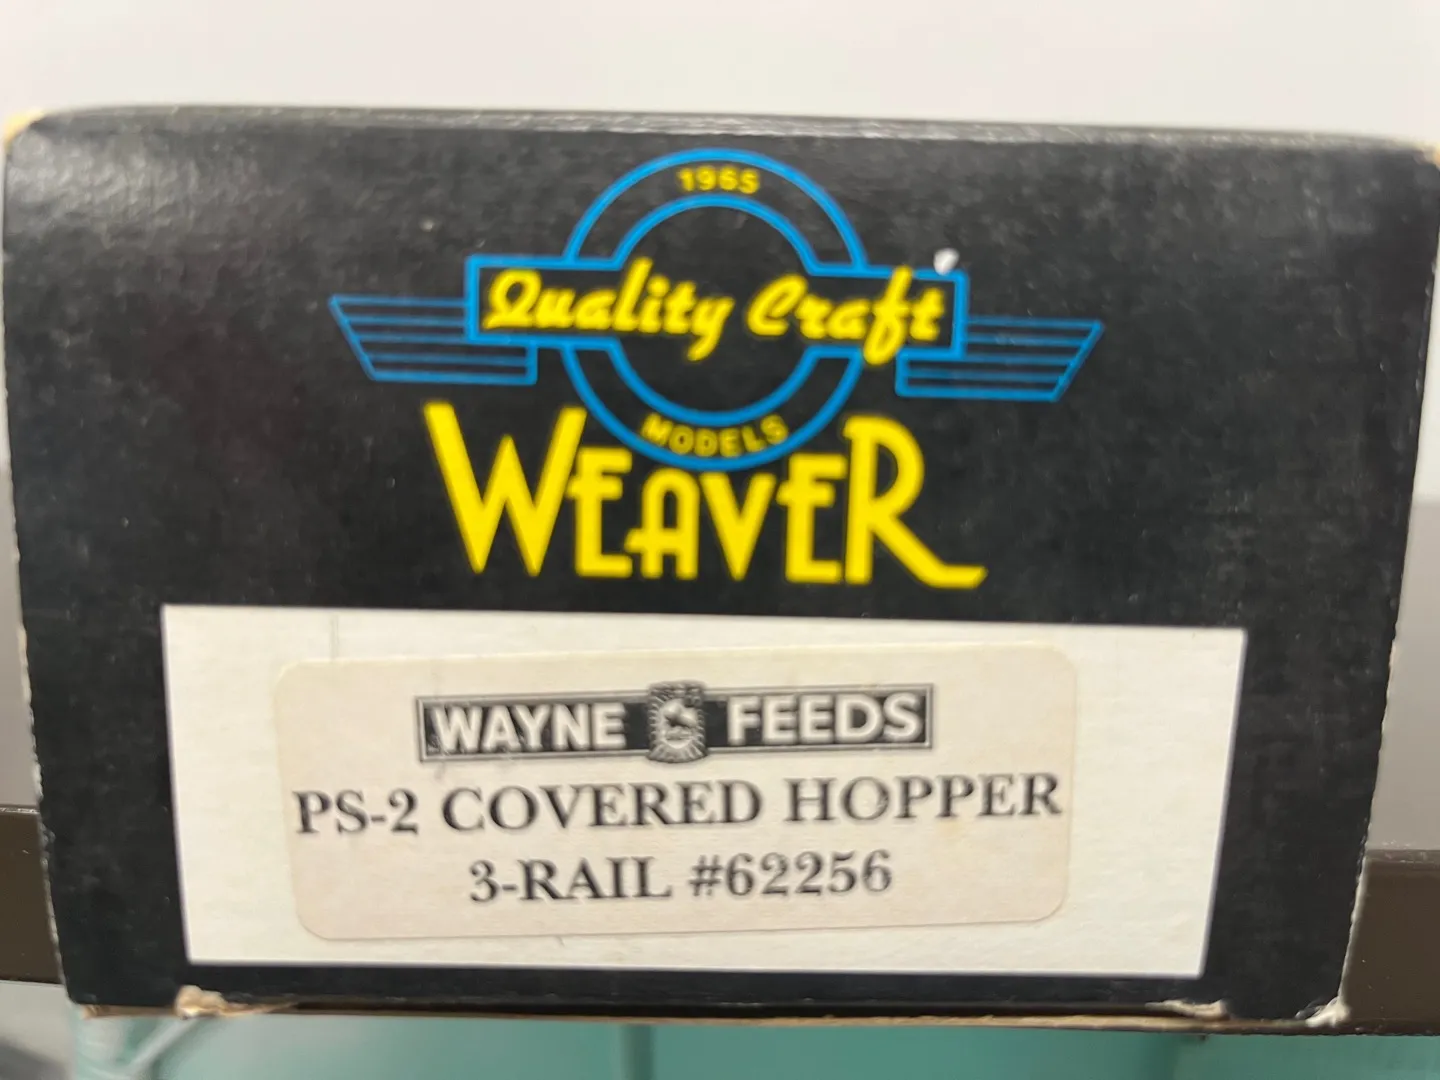 1965
Quality Craft
MODELS
WEAVER
WAYNE FEEDS
PS-2 COVERED HOPPER
3-RAIL #62256